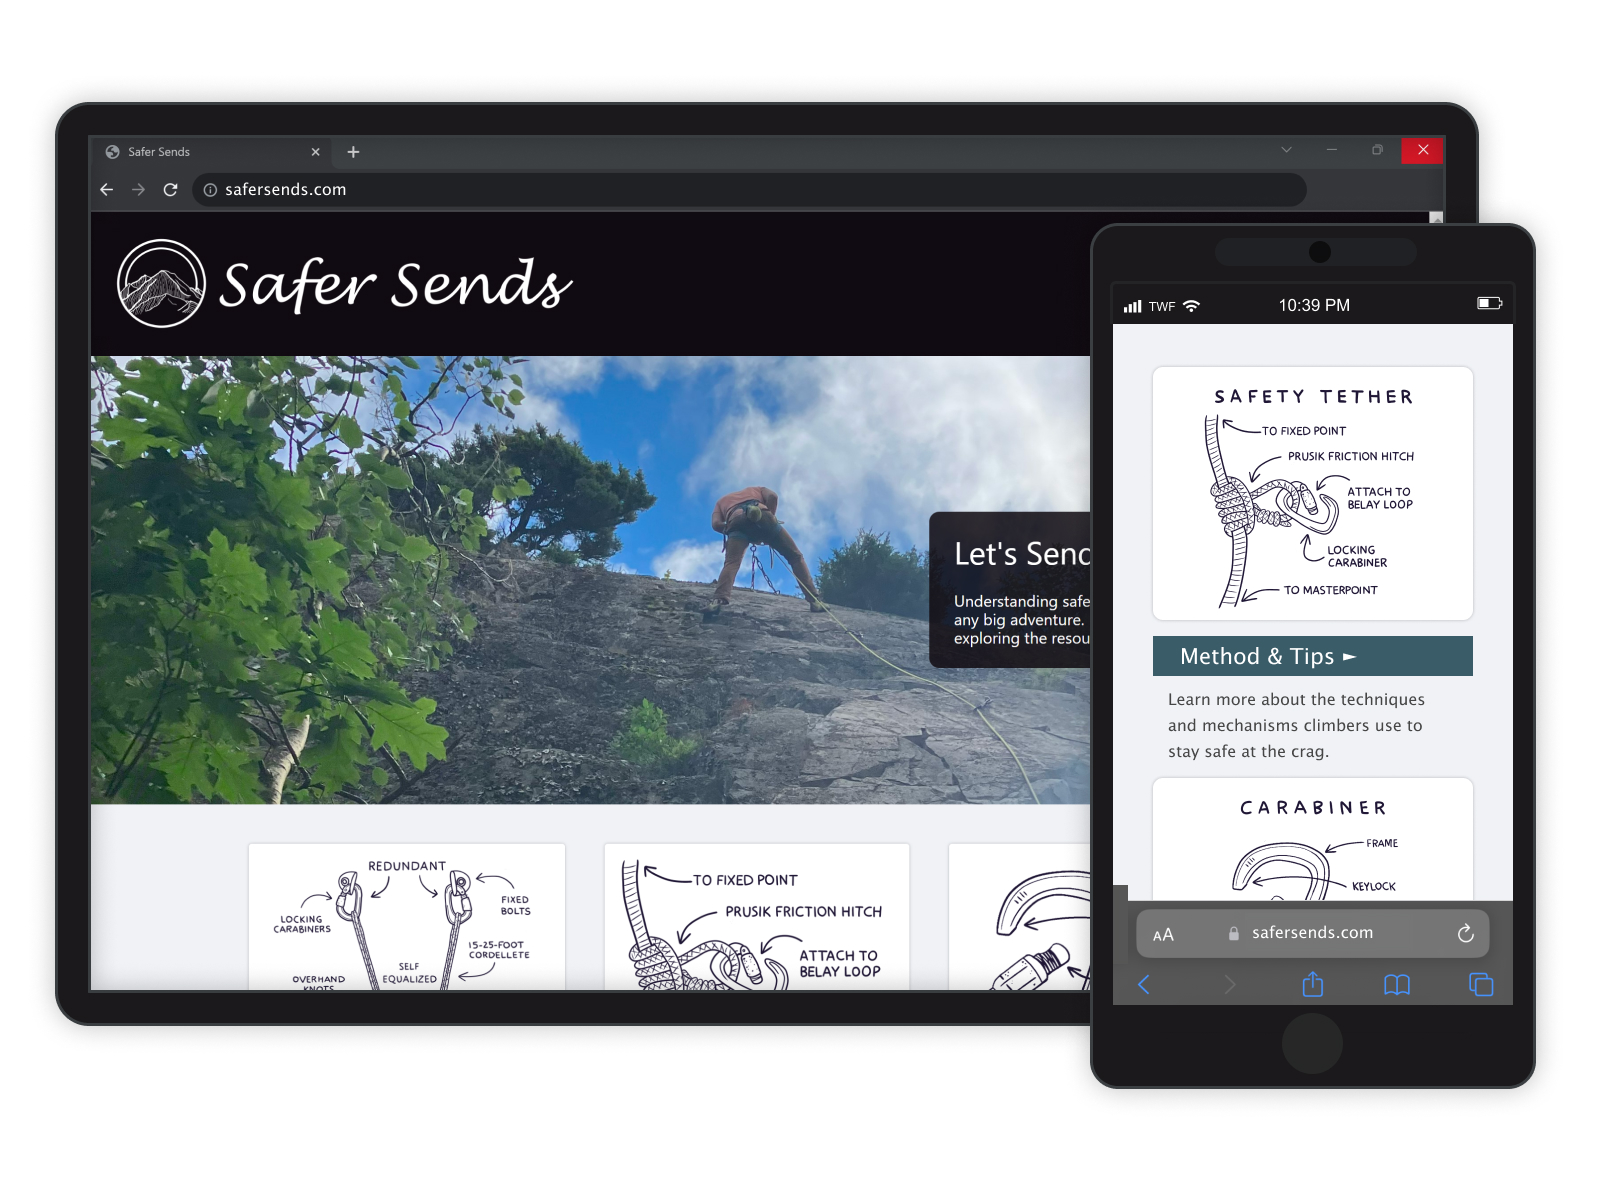 Safer Sends
safersends.com
Safer Sends
Let's Send
Understanding safe
any big adventure.
exploring the resou
REDUNDANT
LOCKING
CARABINERS
FIXED
BOLTS
15-25-FOOT
CORDELLETE
SELF
EQUALIZED
OVERHAND
KNOTS
TO FIXED POINT
PRUSIK FRICTION HITCH
ATTACH TO
BELAY LOOP
TWF 10:39 PM
SAFETY TETHER
TO FIXED POINT
PRUSIK FRICTION HITCH
ATTACH TO
BELAY LOOP
LOCKING
CARABINER
TO MASTERPOINT
Method & Tips ►
Learn more about the techniques
and mechanisms climbers use to
stay safe at the crag.
CARABINER
FRAME
KEYLOCK
AA safersends.com